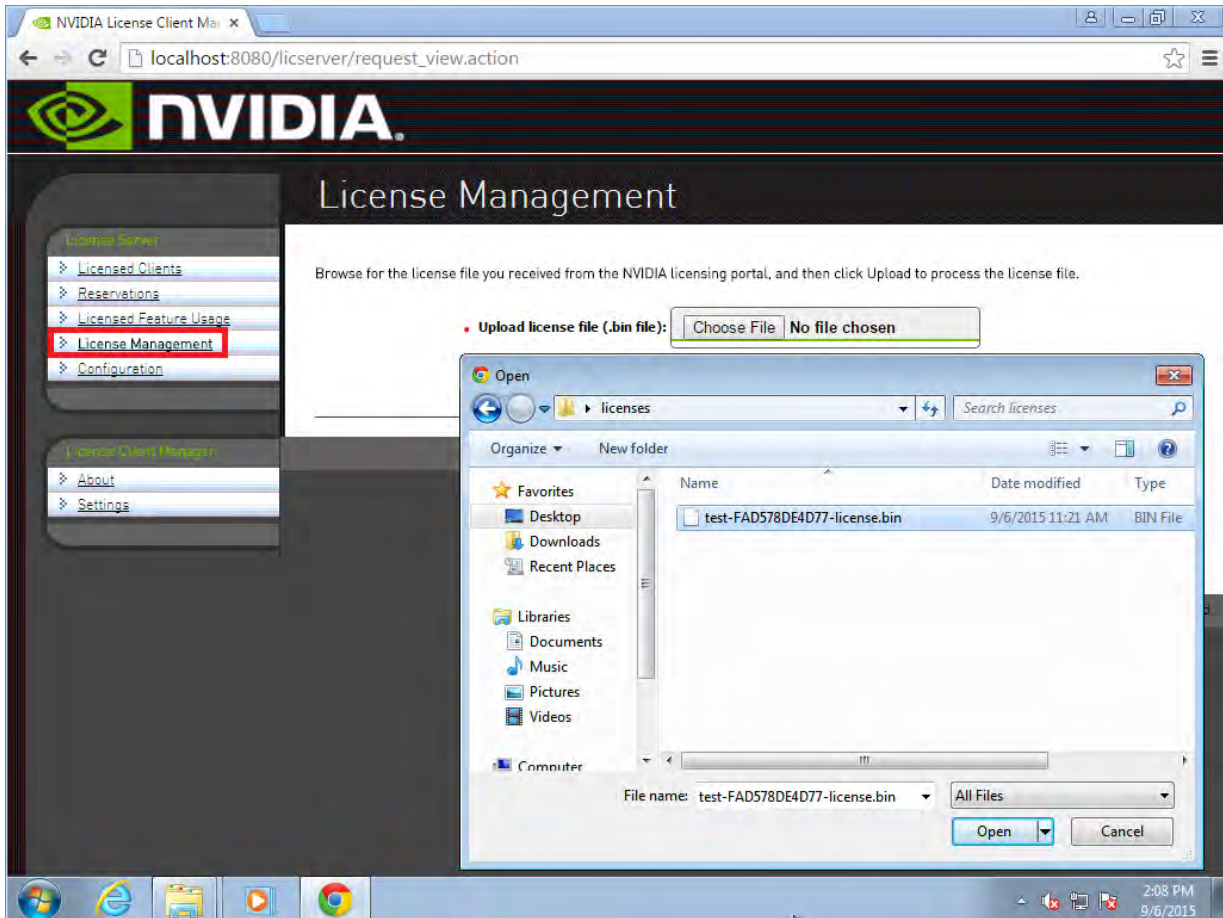 NVIDIA License Client Ma
localhost:8080/licserver/request_view.action
NVIDIA.
License Management
License Server
Licensed Clients
Reservations
Licensed Feature Usage
License Management
Configuration
License Client Manager
About
Settings
Browse for the license file you received from the NVIDIA licensing portal, and then click Upload to process the license file.
Upload license file (.bin file): Choose File No file chosen
Open
licenses
Search licenses
Organize New folder
Favorites
Desktop
Downloads
Recent Places
Libraries
Documents
Music
Pictures
Videos
Computer
Name Date modified Type
test-FAD578DE4D77-license.bin 9/6/2015 11:21 AM BIN File
File name: test-FAD578DE4D77-license.bin All Files
Open Cancel
2:08 PM
9/6/2015